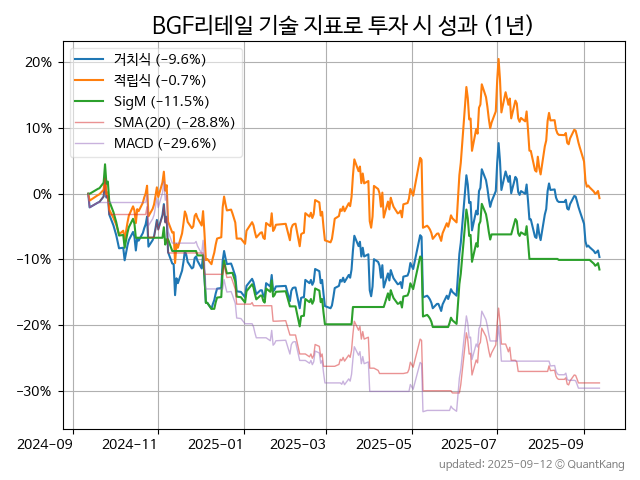 BGF리테일 기술 지표로 투자 시 성과 (1년)
거치식 (−9.6%)
적립식 (−0.7%)
SigM (−11.5%)
SMA(20) (−28.8%)
MACD (−29.6%)
20%
10%
0%
−10%
−20%
−30%
2024-09 2024-11 2025-01 2025-03 2025-05 2025-07 2025-09
updated: 2025-09-12 © QuantKang